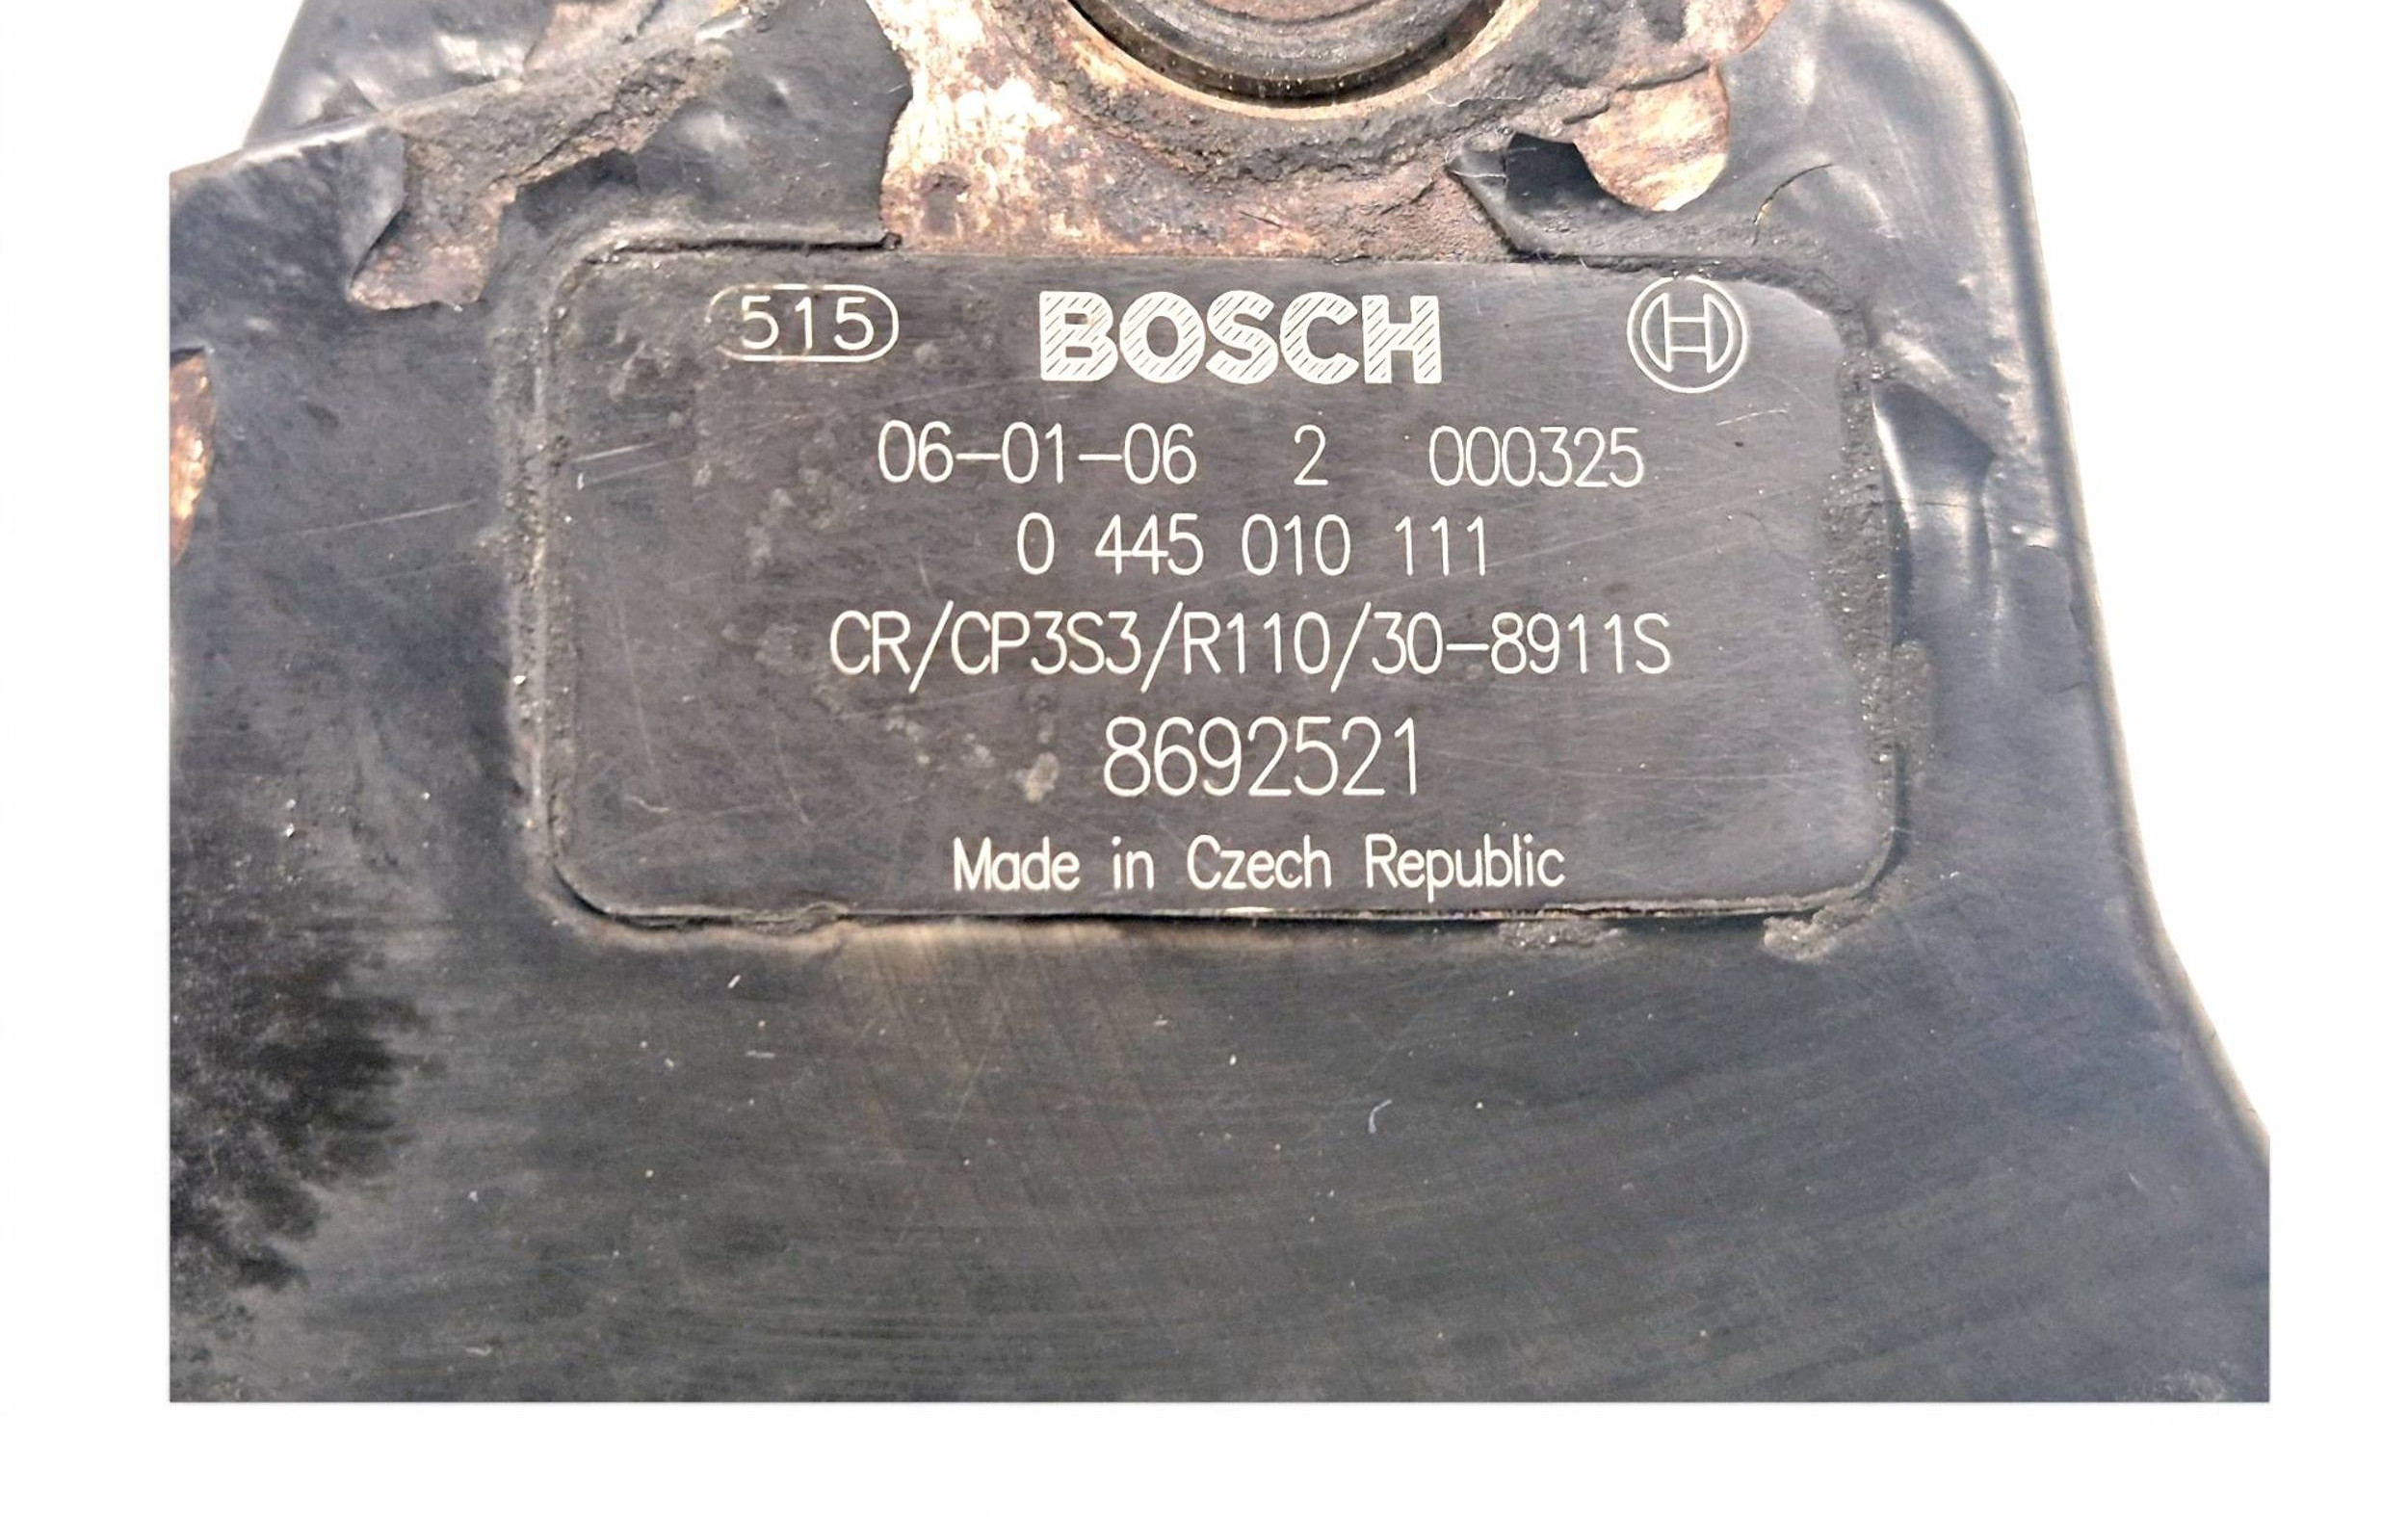 515 BOSCH
06-01-06 2 000325
0 445 010 111
CR/CP3S3/R110/30-8911S
8692521
Made in Czech Republic